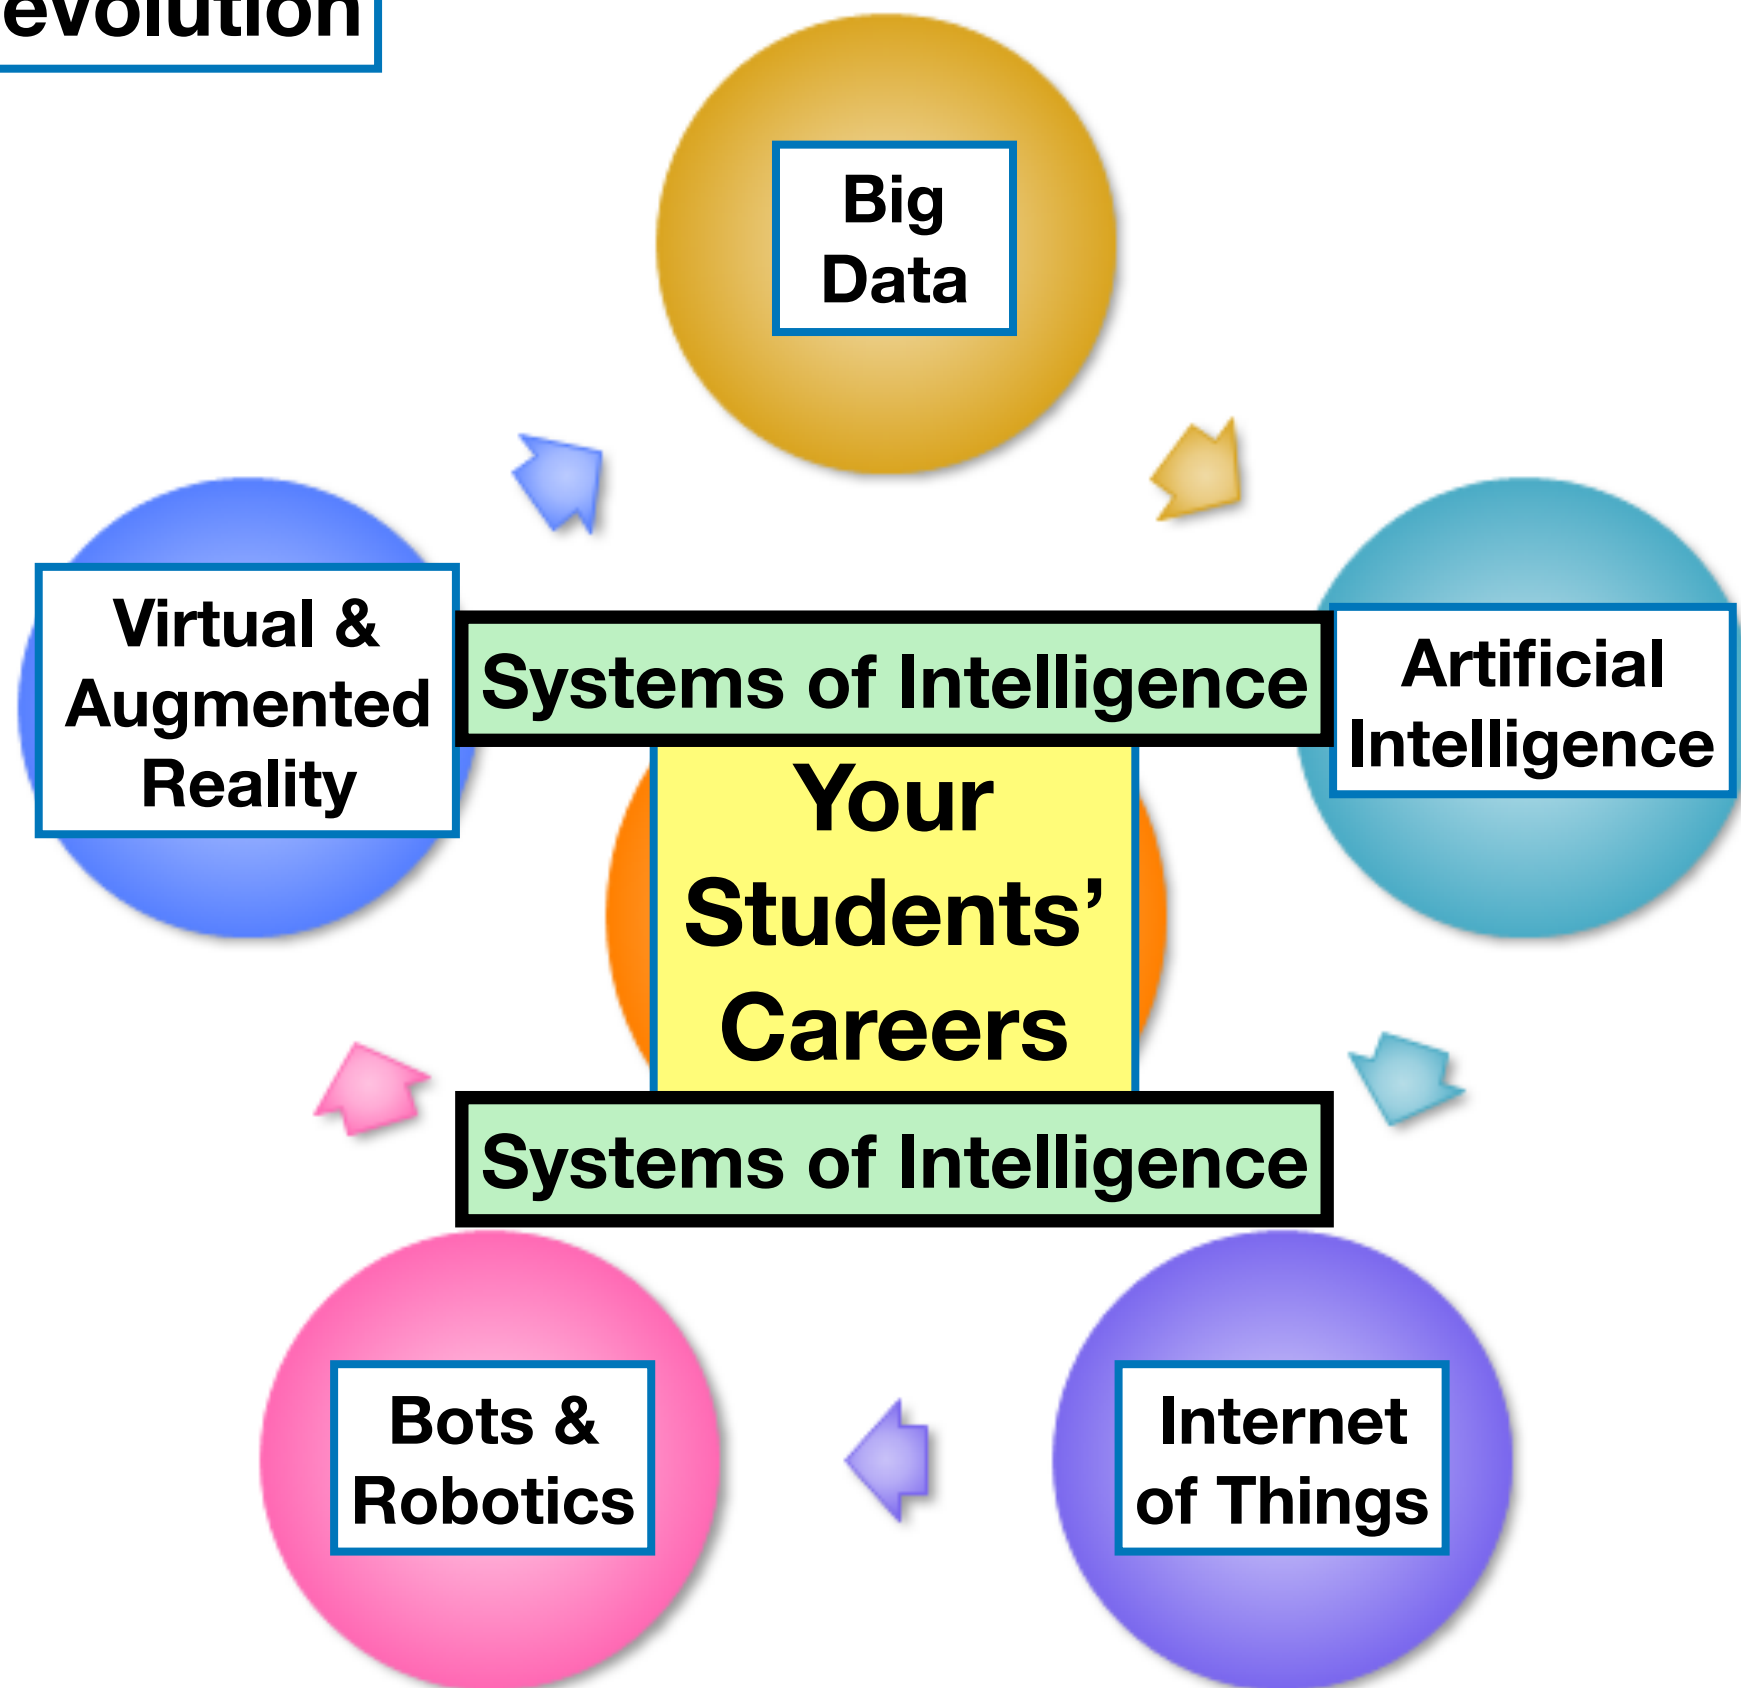 evolution
Big
Data
Virtual &
Augmented
Reality
Systems of Intelligence
Artificial
Intelligence
Your
Students’
Careers
Systems of Intelligence
Bots &
Robotics
Internet
of Things